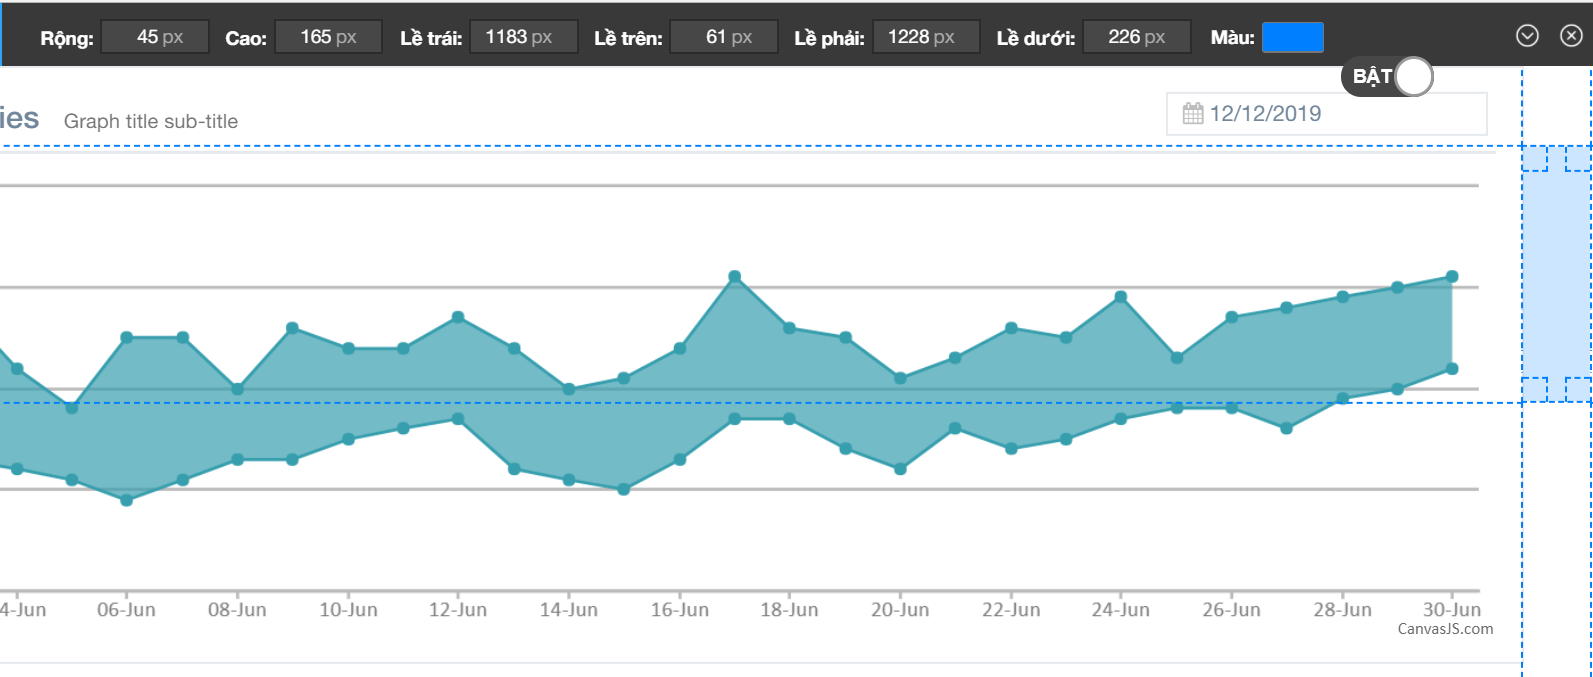 Rộng: 45 px Cao: 165 px Lề trái: 1183 px Lề trên: 61 px Lề phải: 1228 px Lề dưới: 226 px Màu:
BẬT
ies Graph title sub-title 12/12/2019
4-Jun 06-Jun 08-Jun 10-Jun 12-Jun 14-Jun 16-Jun 18-Jun 20-Jun 22-Jun 24-Jun 26-Jun 28-Jun 30-Jun
CanvasJS.com